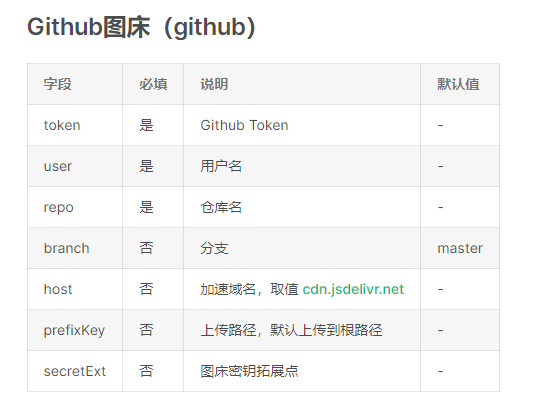 Github图床（github）
字段 必填 说明 默认值
token 是 Github Token -
user 是 用户名 -
repo 是 仓库名 -
branch 否 分支 master
host 否 加速域名，取值 cdn.jsdelivr.net -
prefixKey 否 上传路径，默认上传到根路径 -
secretExt 否 图床密钥拓展点 -